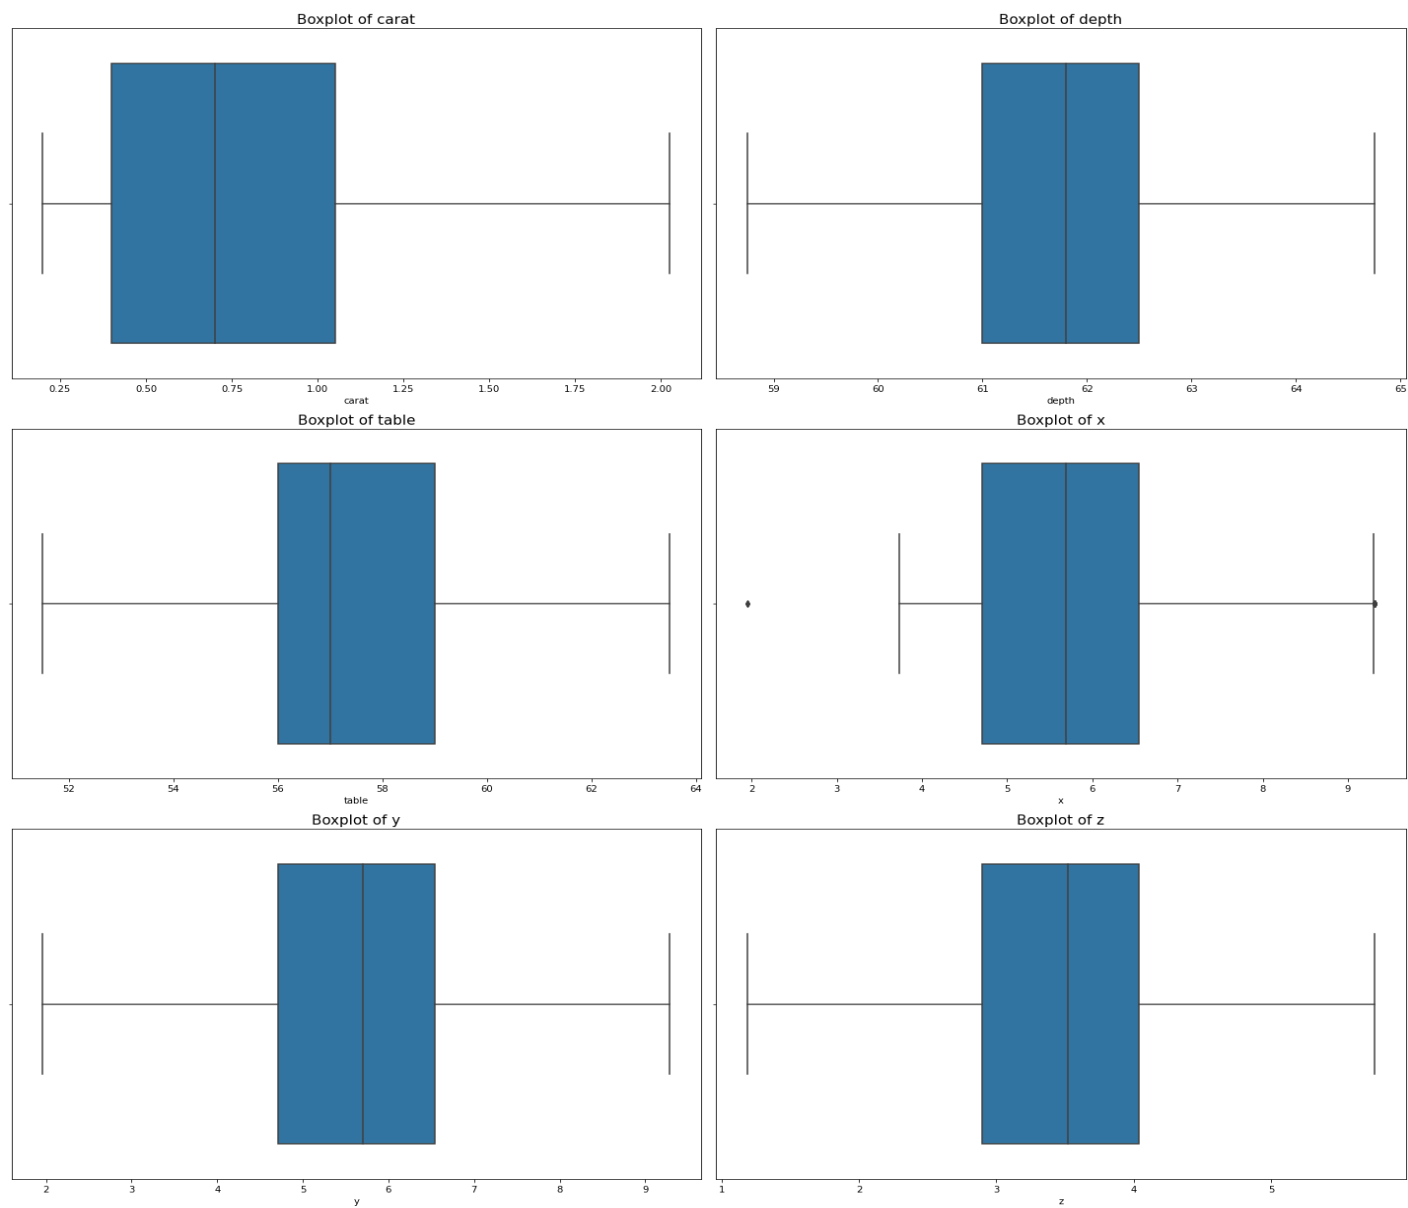 Boxplot of carat
0.25 0.50 0.75 1.00 1.25 1.50 1.75 2.00
carat
Boxplot of depth
59 60 61 62 63 64 65
depth
Boxplot of table
52 54 56 58 60 62 64
table
Boxplot of x
2 3 4 5 6 7 8 9
x
Boxplot of y
2 3 4 5 6 7 8 9
y
Boxplot of z
1 2 3 4 5
z